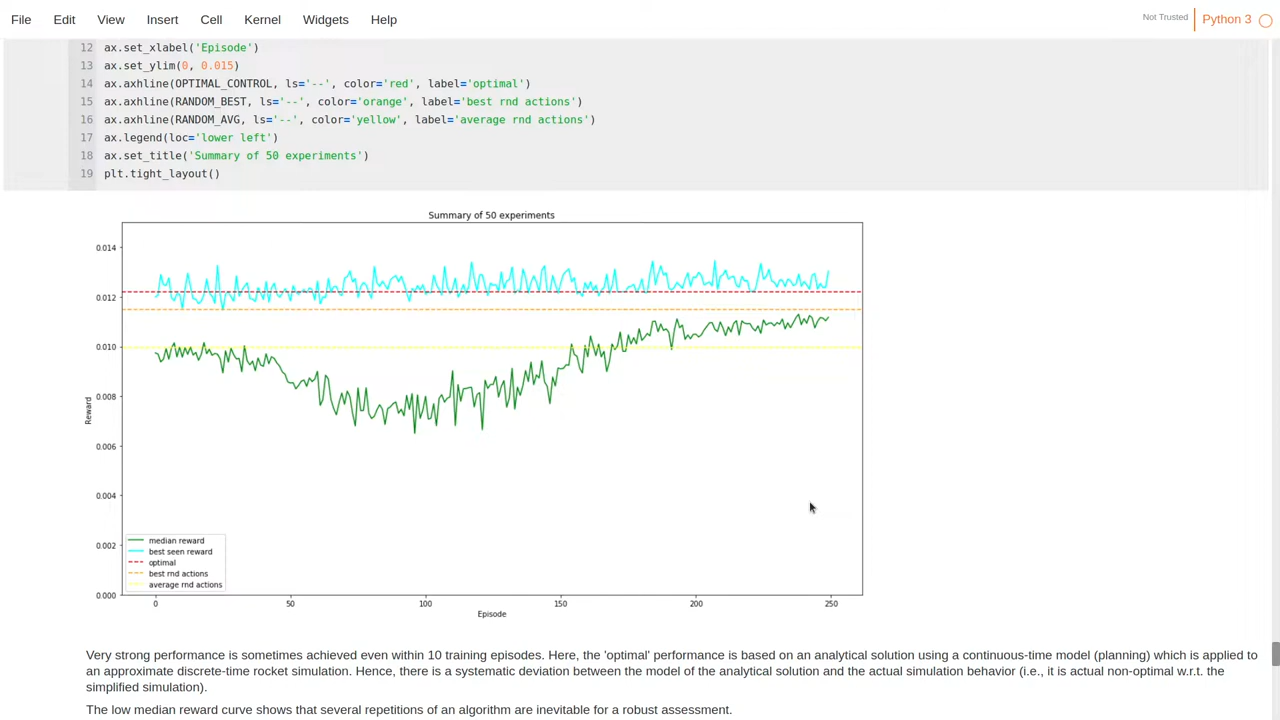 File Edit View Insert Cell Kernel Widgets Help Not Trusted Python 3
12 ax.set_xlabel('Episode')
13 ax.set_ylim(0, 0.015)
14 ax.axhline(OPTIMAL_CONTROL, ls='--', color='red', label='optimal')
15 ax.axhline(RANDOM_BEST, ls='--', color='orange', label='best rnd actions')
16 ax.axhline(RANDOM_AVG, ls='--', color='yellow', label='average rnd actions')
17 ax.legend(loc='lower left')
18 ax.set_title('Summary of 50 experiments')
19 plt.tight_layout()
Summary of 50 experiments
0.014
0.012
0.010
0.008
Reward
0.006
0.004
0.002
0.000
median reward
best seen reward
optimal
best rnd actions
average rnd actions
0 50 100 150 200 250
Episode
Very strong performance is sometimes achieved even within 10 training episodes. Here, the 'optimal' performance is based on an analytical solution using a continuous-time model (planning) which is applied to
an approximate discrete-time rocket simulation. Hence, there is a systematic deviation between the model of the analytical solution and the actual simulation behavior (i.e., it is actual non-optimal w.r.t. the
simplified simulation).
The low median reward curve shows that several repetitions of an algorithm are inevitable for a robust assessment.